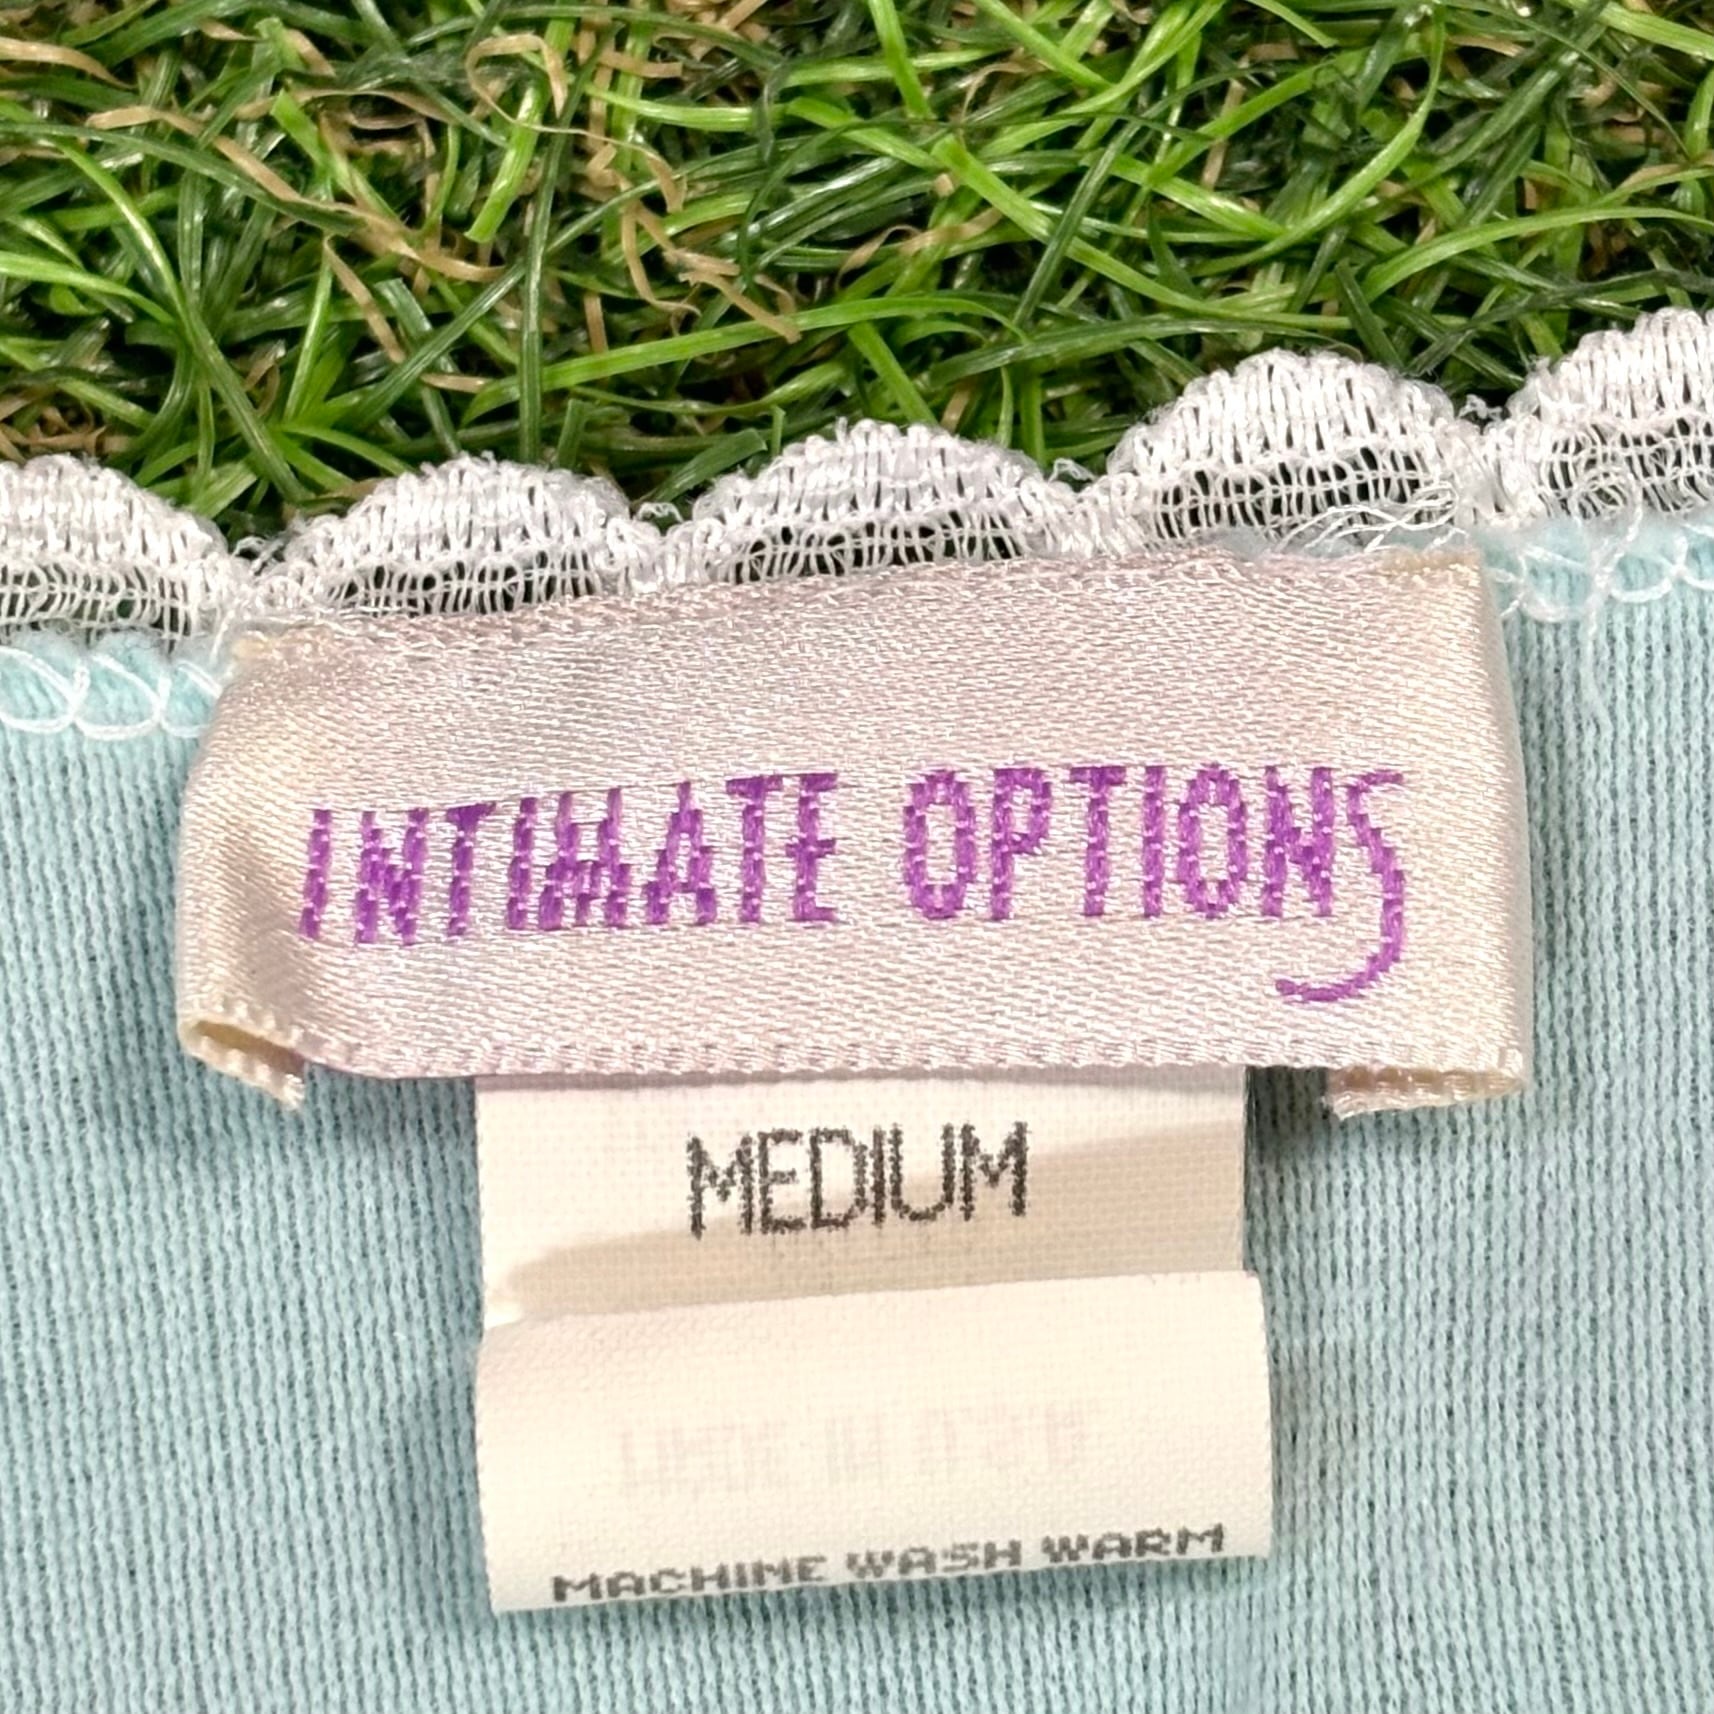 INTIMATE OPTIONS
MEDIUM
MACHINE WASH WARM